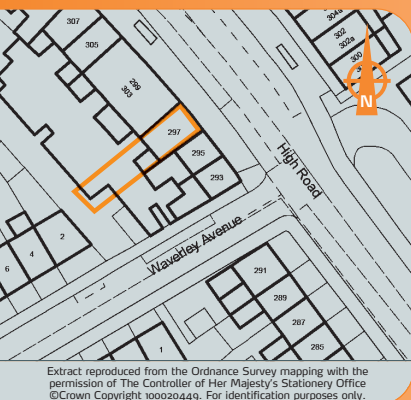 307
305
299
303
297
295
293
304a
302
302a
300
N
High Road
Waverley Avenue
2
4
6
291
289
287
285
1
Extract reproduced from the Ordnance Survey mapping with the
permission of The Controller of Her Majesty's Stationery Office
©Crown Copyright 100020449. For identification purposes only.